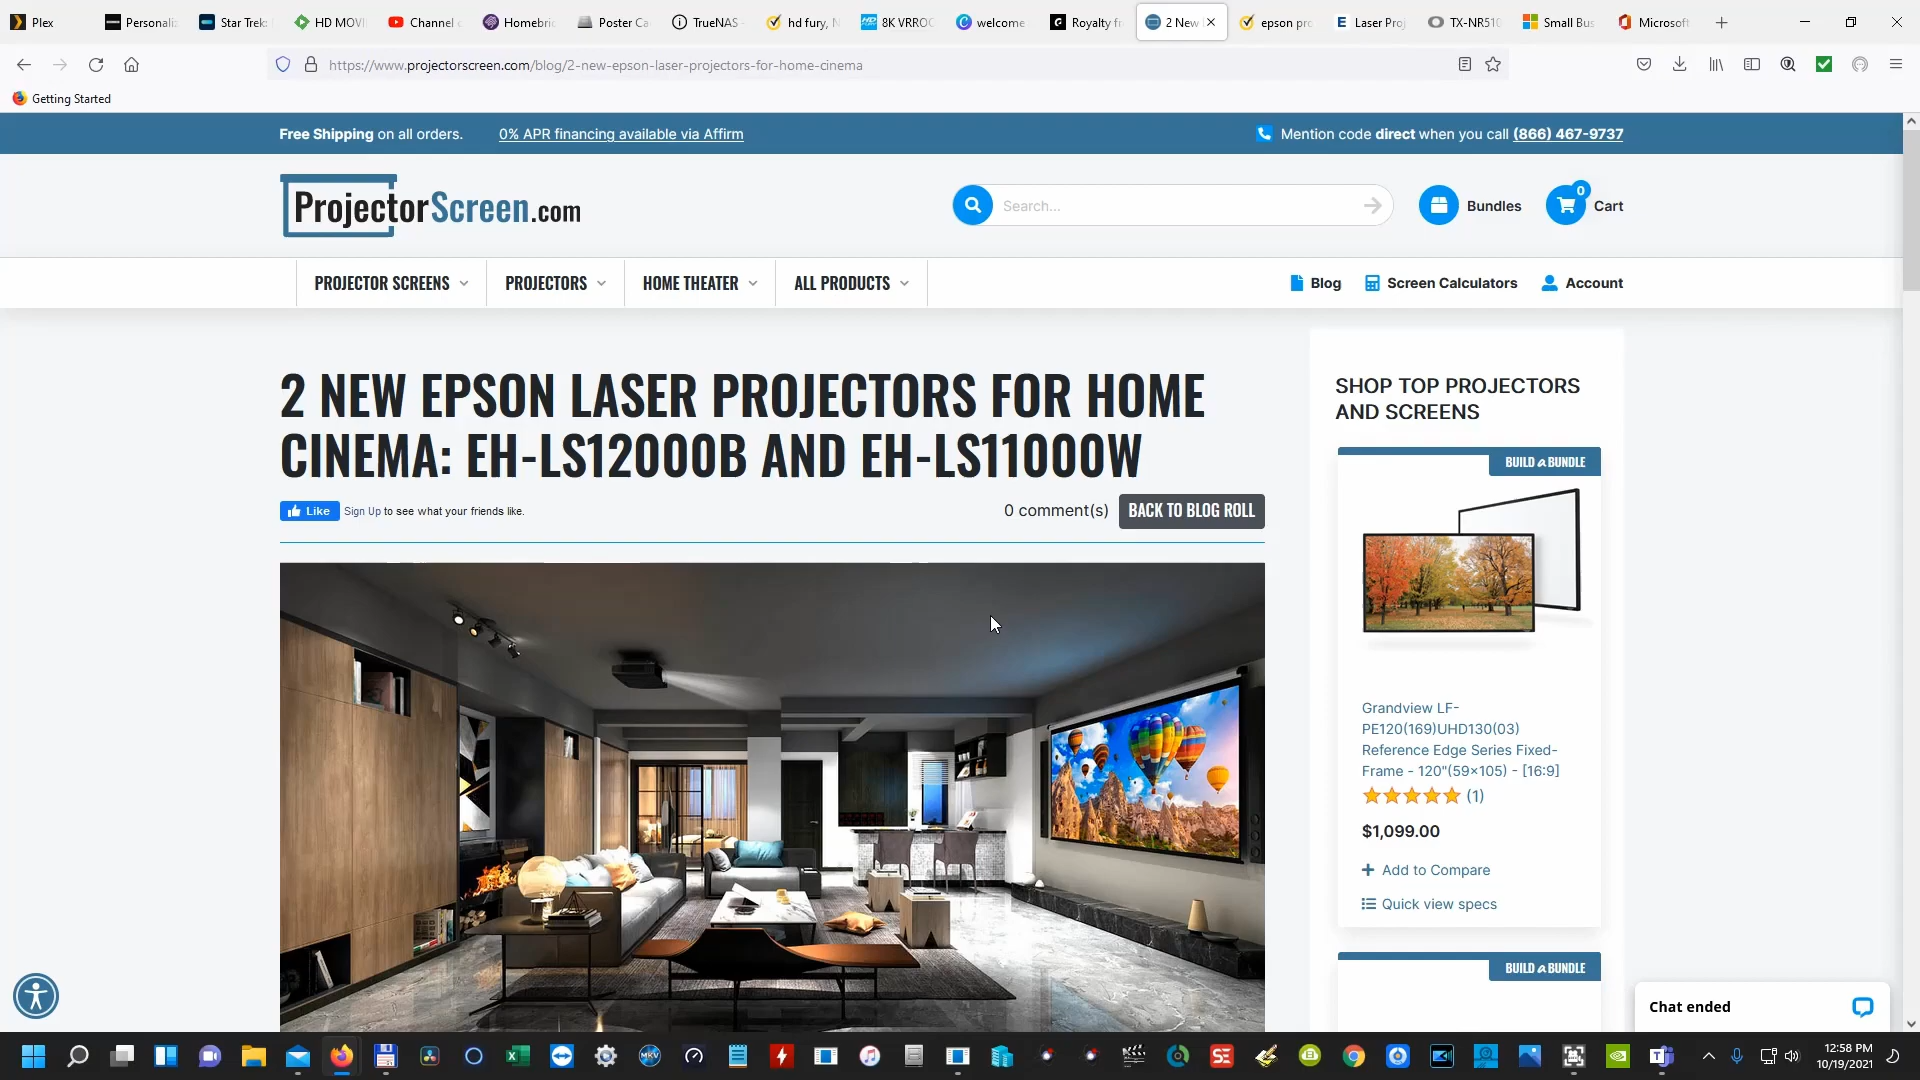 Plex
Personali
Star Trek:
HD MOVI
Channel c
Homebric
Poster Ca
TrueNAS -
hd fury, N
8K VRROO
welcome
Royalty fr
2 New
epson pro
Laser Proj
TX-NR510
Small Bus
Microsoft
https://www.projectorscreen.com/blog/2-new-epson-laser-projectors-for-home-cinema
Getting Started
Free Shipping on all orders.
0% APR financing available via Affirm
Mention code direct when you call (866) 467-9737
ProjectorScreen.com
Search...
Bundles
0
Cart
PROJECTOR SCREENS
PROJECTORS
HOME THEATER
ALL PRODUCTS
Blog
Screen Calculators
Account
2 NEW EPSON LASER PROJECTORS FOR HOME
CINEMA: EH-LS12000B AND EH-LS11000W
Like
Sign Up to see what your friends like.
0 comment(s)
BACK TO BLOG ROLL
SHOP TOP PROJECTORS
AND SCREENS
BUILD a BUNDLE
Grandview LF-
PE120(169)UHD130(03)
Reference Edge Series Fixed-
Frame - 120"(59x105) - [16:9]
(1)
$1,099.00
Add to Compare
Quick view specs
BUILD a BUNDLE
Chat ended
MKV
SE
12:58 PM
10/19/2021